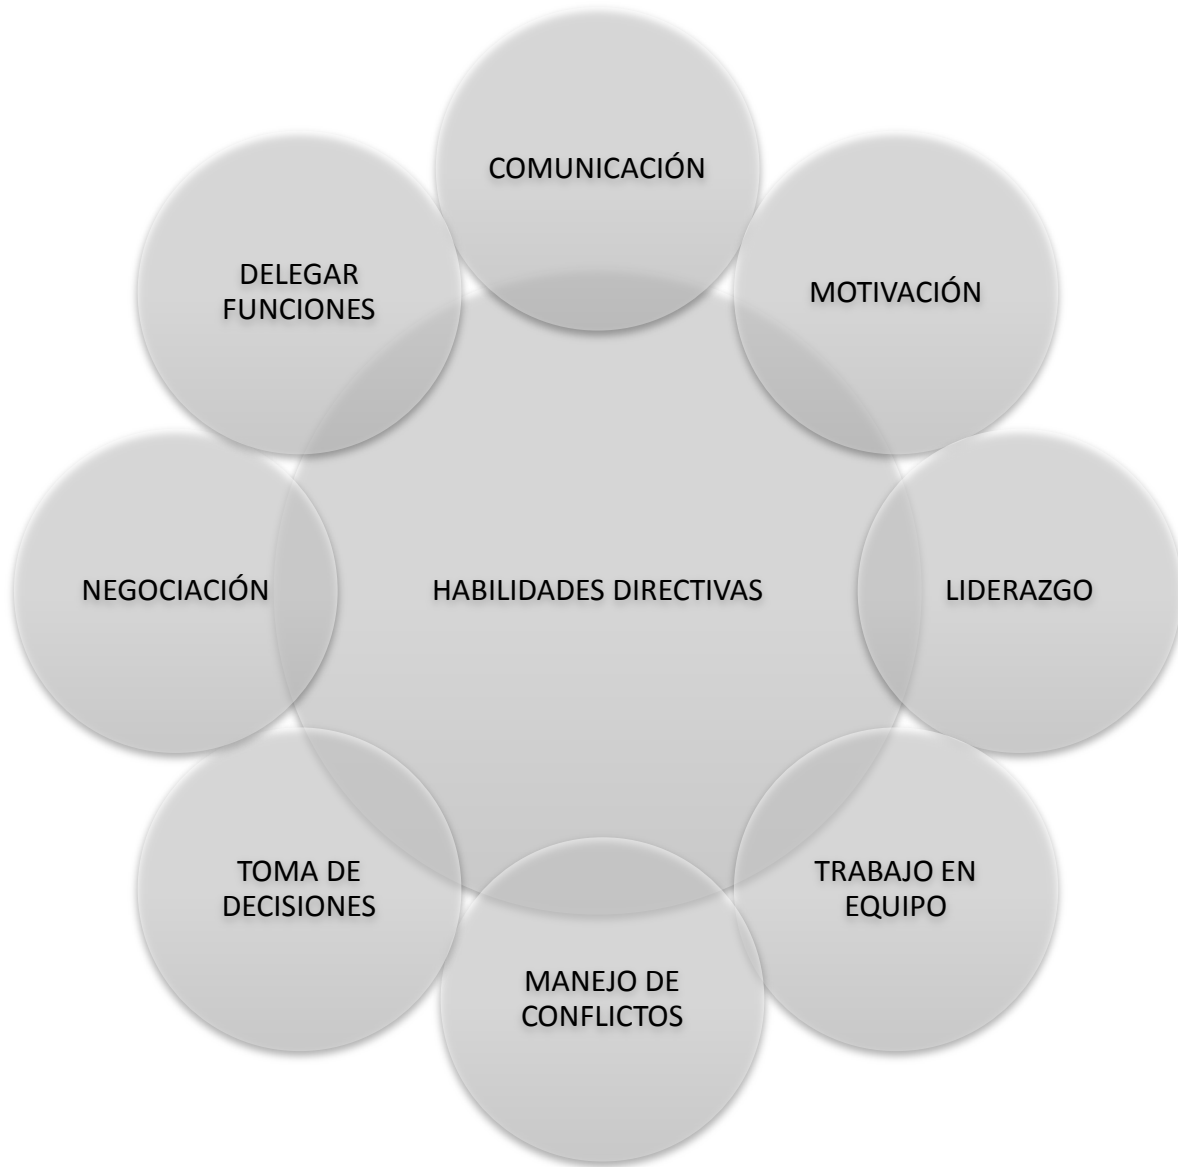 COMUNICACIÓN
DELEGAR
FUNCIONES
MOTIVACIÓN
NEGOCIACIÓN
HABILIDADES DIRECTIVAS
LIDERAZGO
TOMA DE
DECISIONES
TRABAJO EN
EQUIPO
MANEJO DE
CONFLICTOS